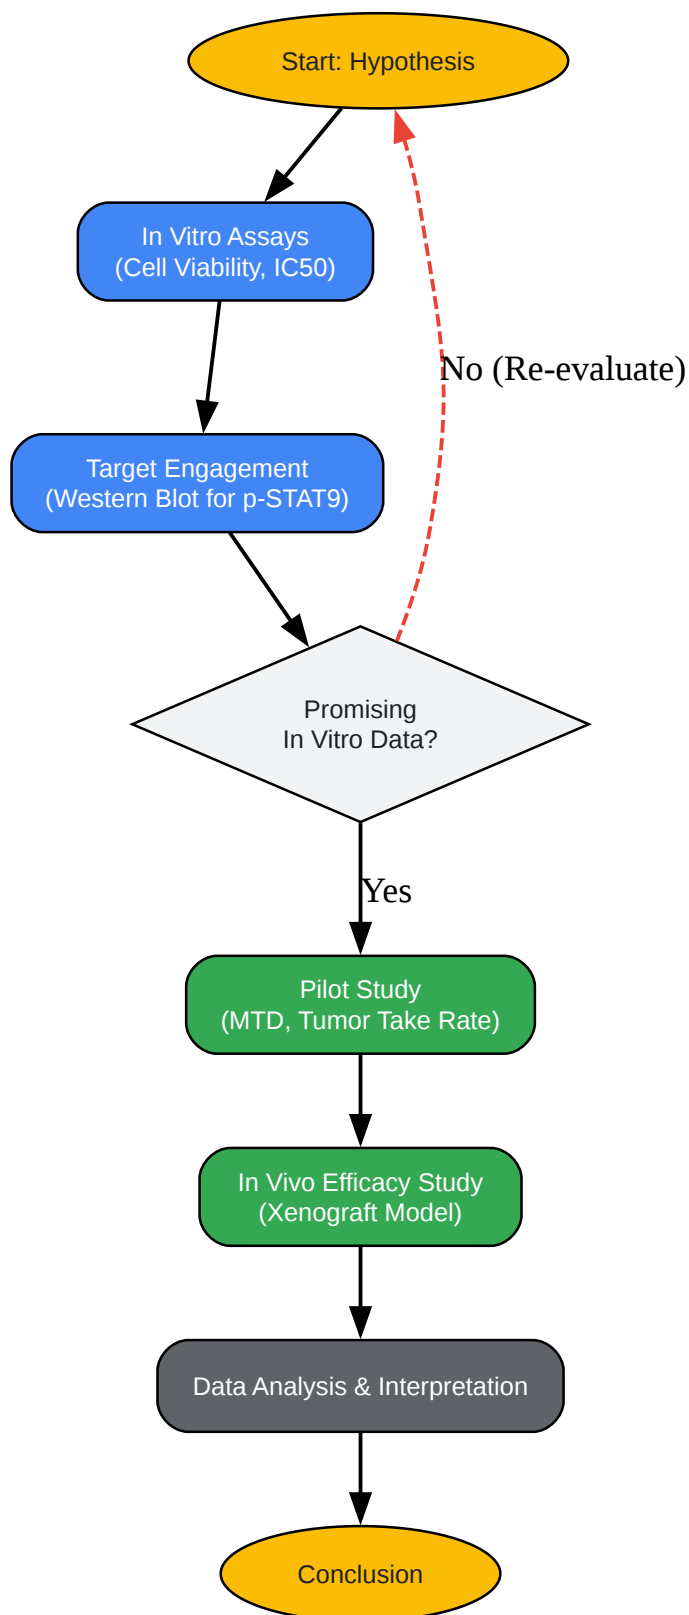 Start: Hypothesis
In Vitro Assays
(Cell Viability, IC50)
No (Re-evaluate)
Target Engagement
(Western Blot for p-STAT9)
Promising
In Vitro Data?
Yes
Pilot Study
(MTD, Tumor Take Rate)
In Vivo Efficacy Study
(Xenograft Model)
Data Analysis & Interpretation
Conclusion